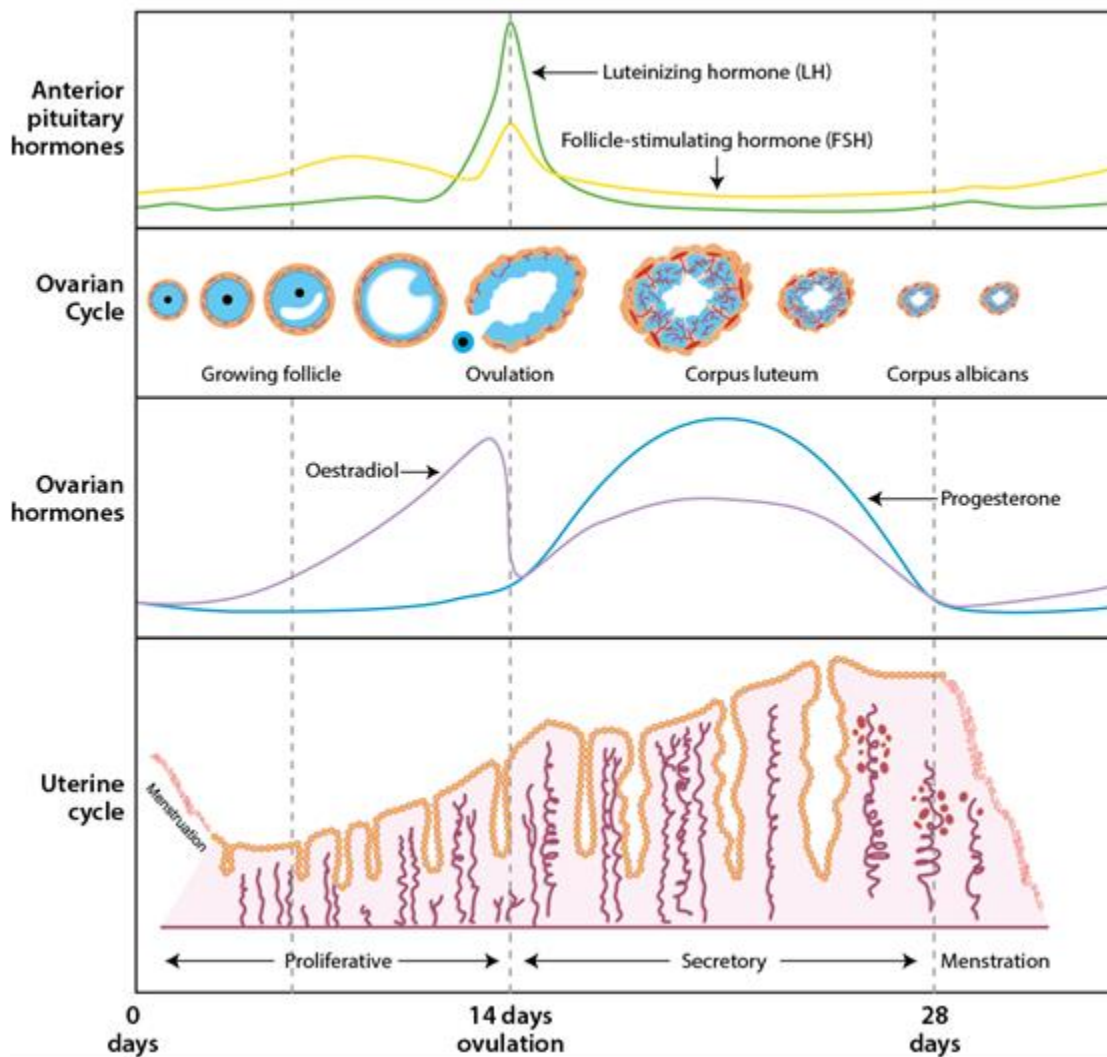 Anterior
pituitary
hormones
Luteinizing hormone (LH)
Follicle-stimulating hormone (FSH)
Ovarian
Cycle
Growing follicle
Ovulation
Corpus luteum
Corpus albicans
Ovarian
hormones
Oestradiol
Progesterone
Uterine
cycle
Menstruation
Proliferative
Secretory
Menstration
0
days
14 days
ovulation
28
days